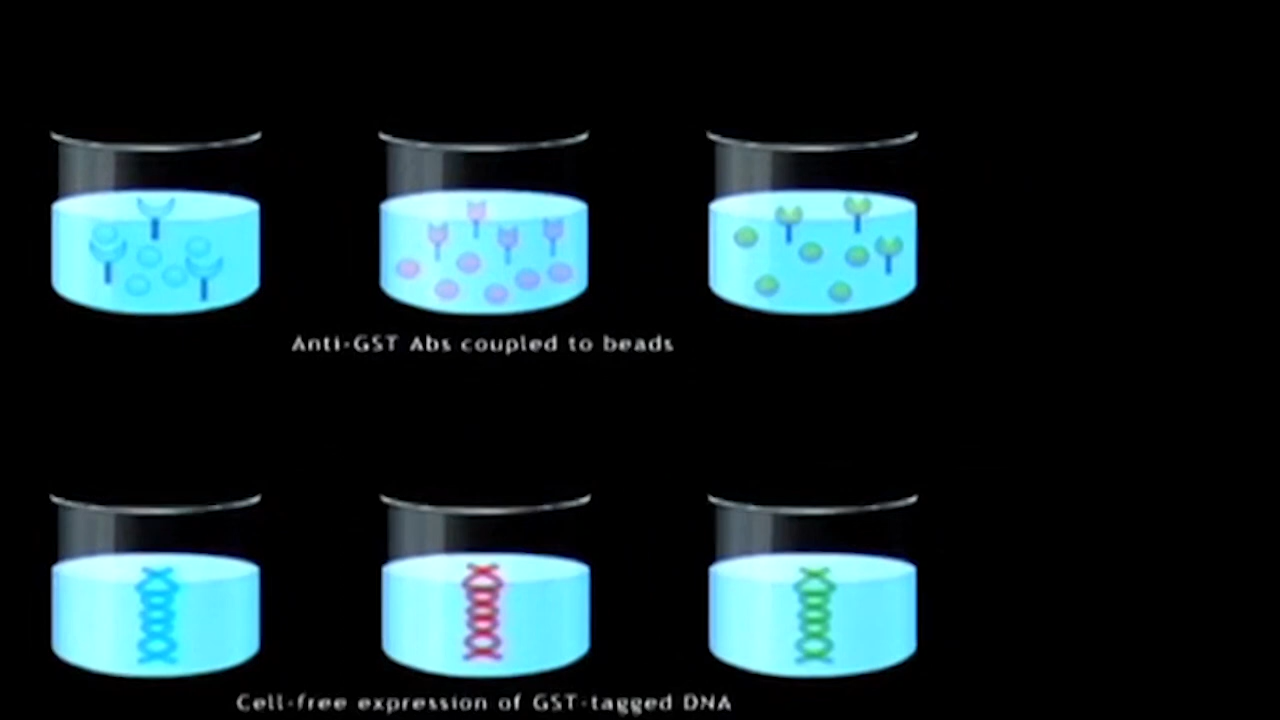 Anti-GST Abs coupled to beads
Cell-free expression of GST-tagged DNA